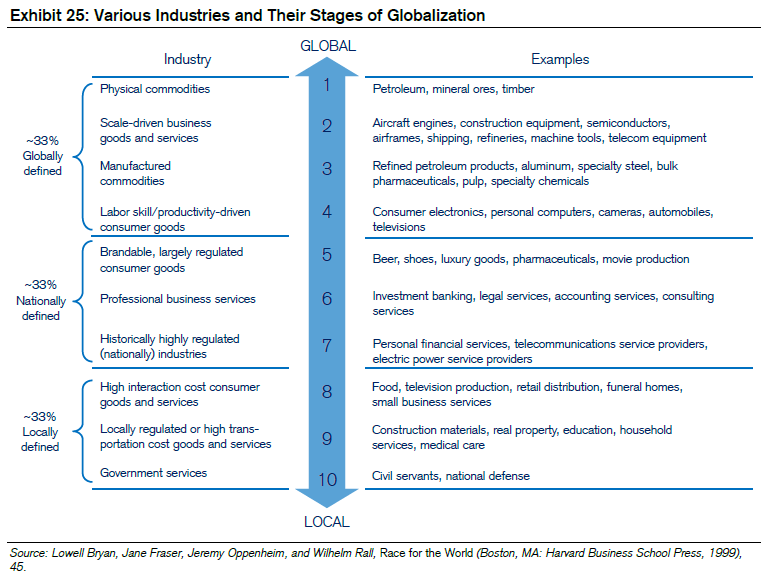 Exhibit 25: Various Industries and Their Stages of Globalization
GLOBAL
Industry
Examples
~33%
Globally
defined
Physical commodities
1
Petroleum, mineral ores, timber
Scale-driven business
goods and services
2
Aircraft engines, construction equipment, semiconductors,
airframes, shipping, refineries, machine tools, telecom equipment
Manufactured
commodities
3
Refined petroleum products, aluminum, specialty steel, bulk
pharmaceuticals, pulp, specialty chemicals
Labor skill/productivity-driven
consumer goods
4
Consumer electronics, personal computers, cameras, automobiles,
televisions
~33%
Nationally
defined
Brandable, largely regulated
consumer goods
5
Beer, shoes, luxury goods, pharmaceuticals, movie production
Professional business services
6
Investment banking, legal services, accounting services, consulting
services
Historically highly regulated
(nationally) industries
7
Personal financial services, telecommunications service providers,
electric power service providers
~33%
Locally
defined
High interaction cost consumer
goods and services
8
Food, television production, retail distribution, funeral homes,
small business services
Locally regulated or high trans-
portation cost goods and services
9
Construction materials, real property, education, household
services, medical care
Government services
10
Civil servants, national defense
LOCAL
Source: Lowell Bryan, Jane Fraser, Jeremy Oppenheim, and Wilhelm Rall, Race for the World (Boston, MA: Harvard Business School Press, 1999),
45.